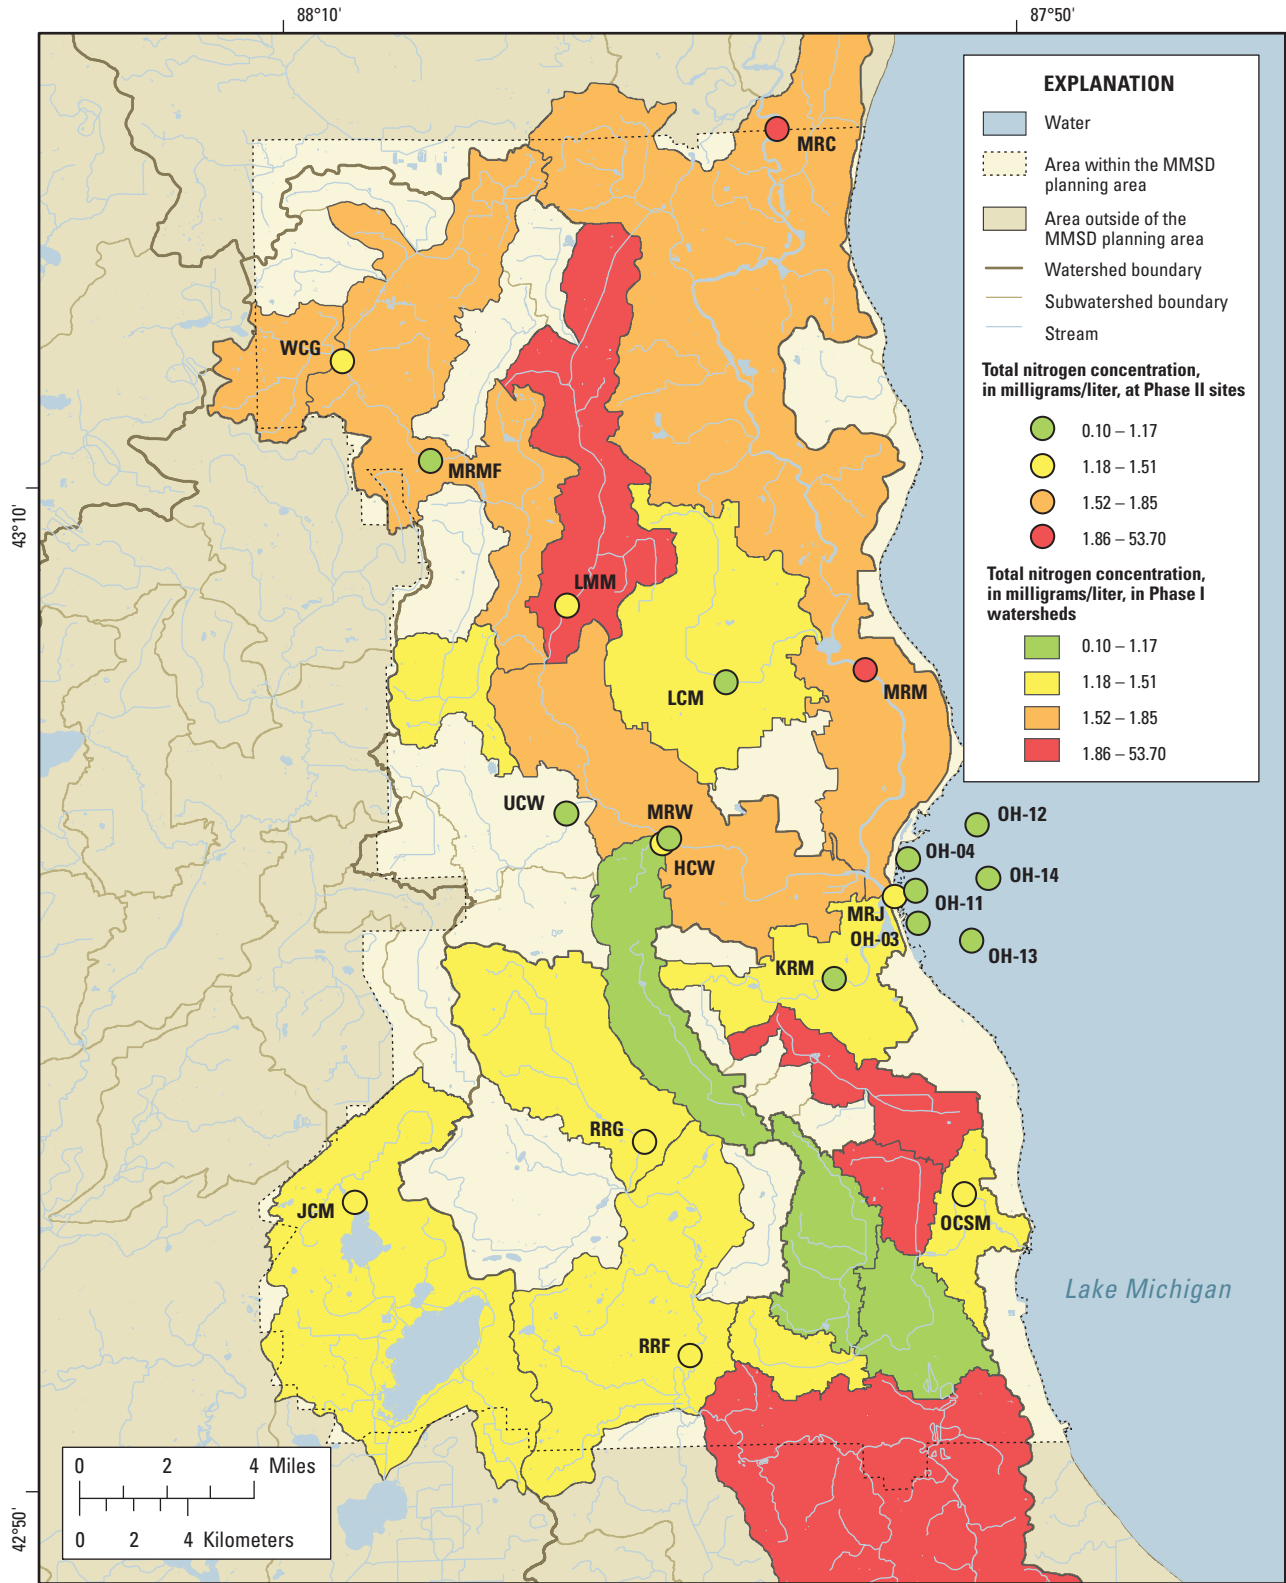 88°10'
87°50'
EXPLANATION
Water
Area within the MMSD
planning area
Area outside of the
MMSD planning area
Watershed boundary
Subwatershed boundary
Stream
Total nitrogen concentration,
in milligrams/liter, at Phase II sites
0.10 – 1.17
1.18 – 1.51
1.52 – 1.85
1.86 – 53.70
Total nitrogen concentration,
in milligrams/liter, in Phase I
watersheds
0.10 – 1.17
1.18 – 1.51
1.52 – 1.85
1.86 – 53.70
MRC
WCG
MRMF
43°10'
LMM
LCM
MRM
UCW
MRW
HCW
OH-12
OH-04
OH-14
OH-11
MRJ
OH-03
OH-13
KRM
RRG
JCM
OCSM
Lake Michigan
RRF
42°50'
0 2 4 Miles
0 2 4 Kilometers